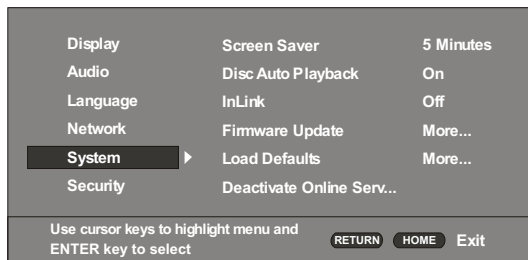 Display Screen Saver 5 Minutes
Audio Disc Auto Playback On
Language InLink Off
Network Firmware Update More...
System Load Defaults More...
Security Deactivate Online Serv...
Use cursor keys to highlight menu and
ENTER key to select
RETURN HOME Exit